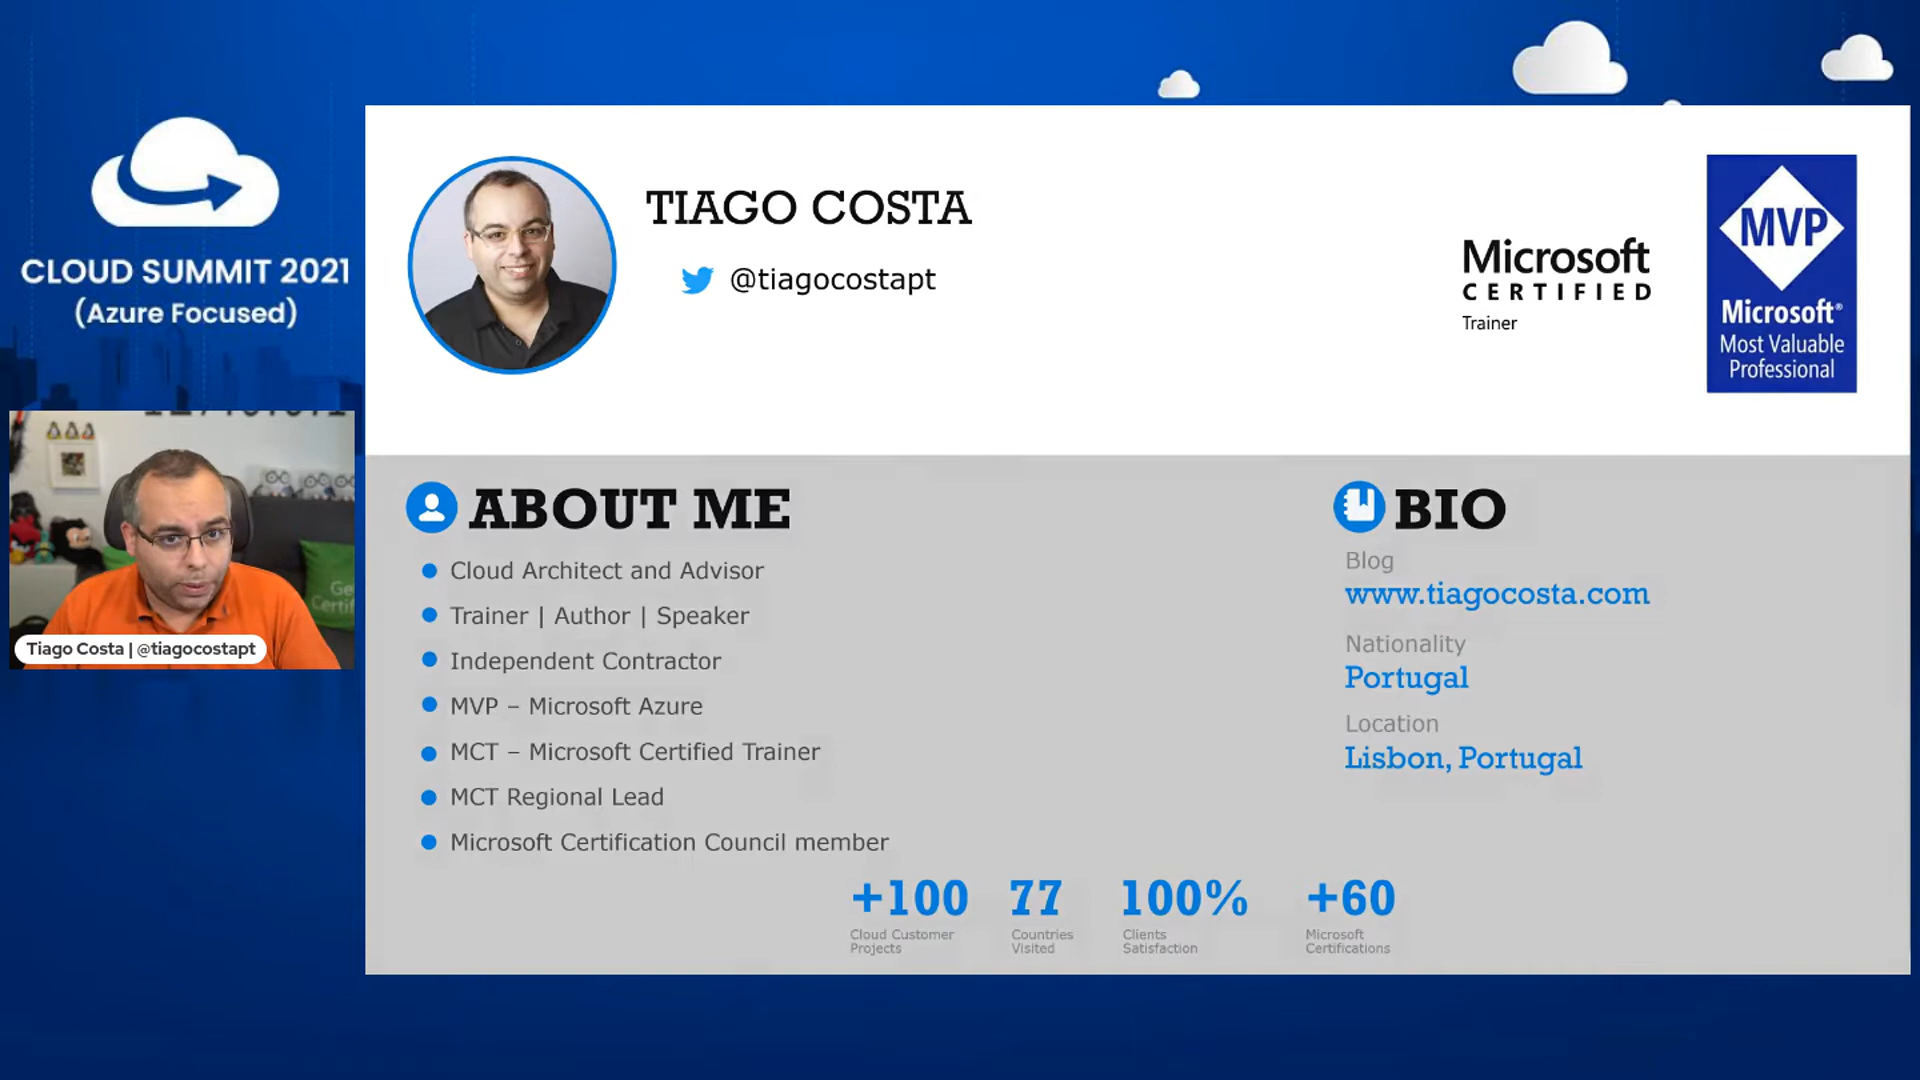 CLOUD SUMMIT 2021
(Azure Focused)
Tiago Costa | @tiagocostapt
TIAGO COSTA
@tiagocostapt
Microsoft
CERTIFIED
Trainer
MVP
Microsoft®
Most Valuable
Professional
ABOUT ME
Cloud Architect and Advisor
Trainer | Author | Speaker
Independent Contractor
MVP – Microsoft Azure
MCT – Microsoft Certified Trainer
MCT Regional Lead
Microsoft Certification Council member
BIO
Blog
www.tiagocosta.com
Nationality
Portugal
Location
Lisbon, Portugal
+100
Cloud Customer
Projects
77
Countries
Visited
100%
Clients
Satisfaction
+60
Microsoft
Certifications